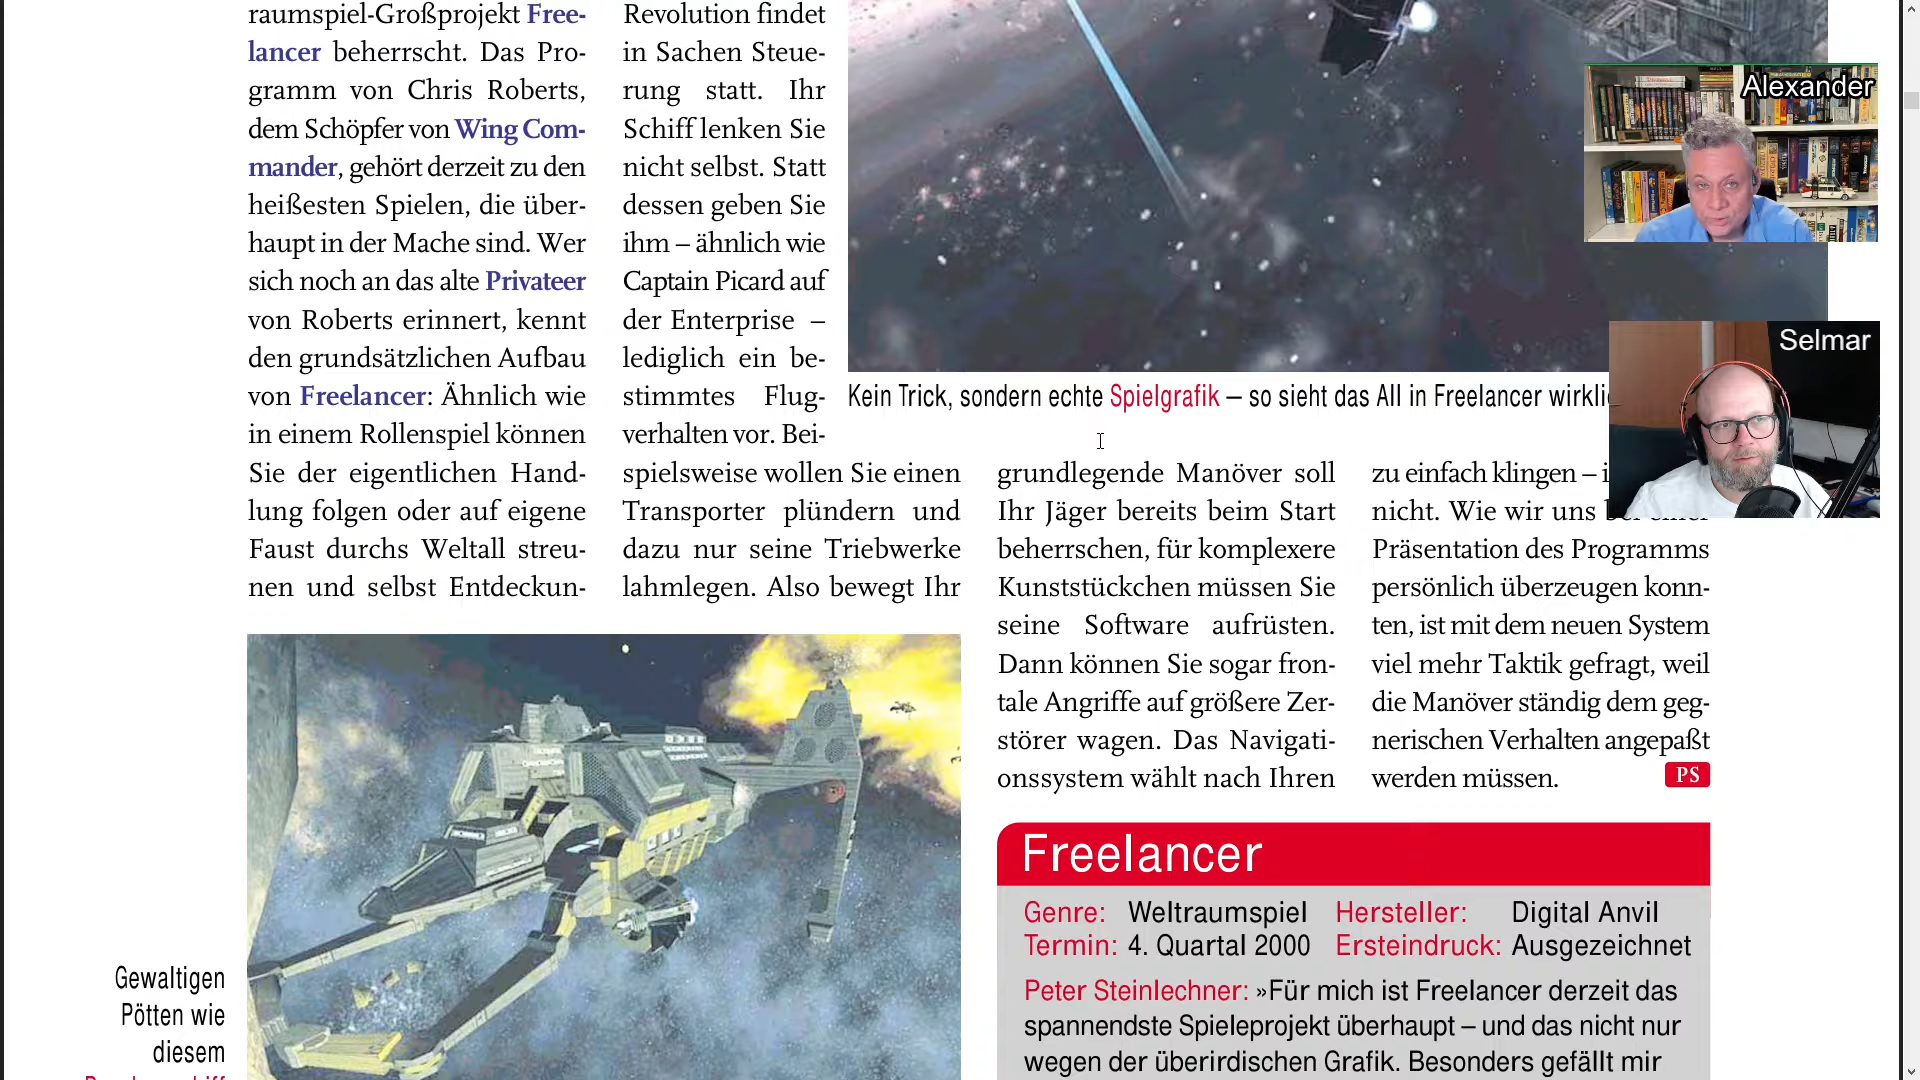 raumspiel-Großprojekt Free-
lancer beherrscht. Das Pro-
gramm von Chris Roberts,
dem Schöpfer von Wing Com-
mander, gehört derzeit zu den
heißesten Spielen, die über-
haupt in der Mache sind. Wer
sich noch an das alte Privateer
von Roberts erinnert, kennt
den grundsätzlichen Aufbau
von Freelancer: Ähnlich wie
in einem Rollenspiel können
Sie der eigentlichen Hand-
lung folgen oder auf eigene
Faust durchs Weltall streu-
nen und selbst Entdeckun-
Revolution findet
in Sachen Steue-
rung statt. Ihr
Schiff lenken Sie
nicht selbst. Statt
dessen geben Sie
ihm – ähnlich wie
Captain Picard auf
der Enterprise –
lediglich ein be-
stimmtes Flug-
verhalten vor. Bei-
spielsweise wollen Sie einen
Transporter plündern und
dazu nur seine Triebwerke
lahmlegen. Also bewegt Ihr
Kein Trick, sondern echte Spielgrafik – so sieht das All in Freelancer
grundlegende Manöver soll
Ihr Jäger bereits beim Start
beherrschen, für komplexere
Kunststückchen müssen Sie
seine Software aufrüsten.
Dann können Sie sogar fron-
tale Angriffe auf größere Zer-
störer wagen. Das Navigati-
onssystem wählt nach Ihren
zu einfach klingen –
nicht. Wie wir uns
Präsentation des Programms
persönlich überzeugen konn-
ten, ist mit dem neuen System
viel mehr Taktik gefragt, weil
die Manöver ständig dem geg-
nerischen Verhalten angepaßt
werden müssen. PS
Alexander
Selmar
Freelancer
Genre: Weltraumspiel Hersteller: Digital Anvil
Termin: 4. Quartal 2000 Ersteindruck: Ausgezeichnet
Peter Steinlechner: »Für mich ist Freelancer derzeit das
spannendste Spieleprojekt überhaupt – und das nicht nur
wegen der überirdischen Grafik. Besonders gefällt mir
Gewaltigen
Pötten wie
diesem